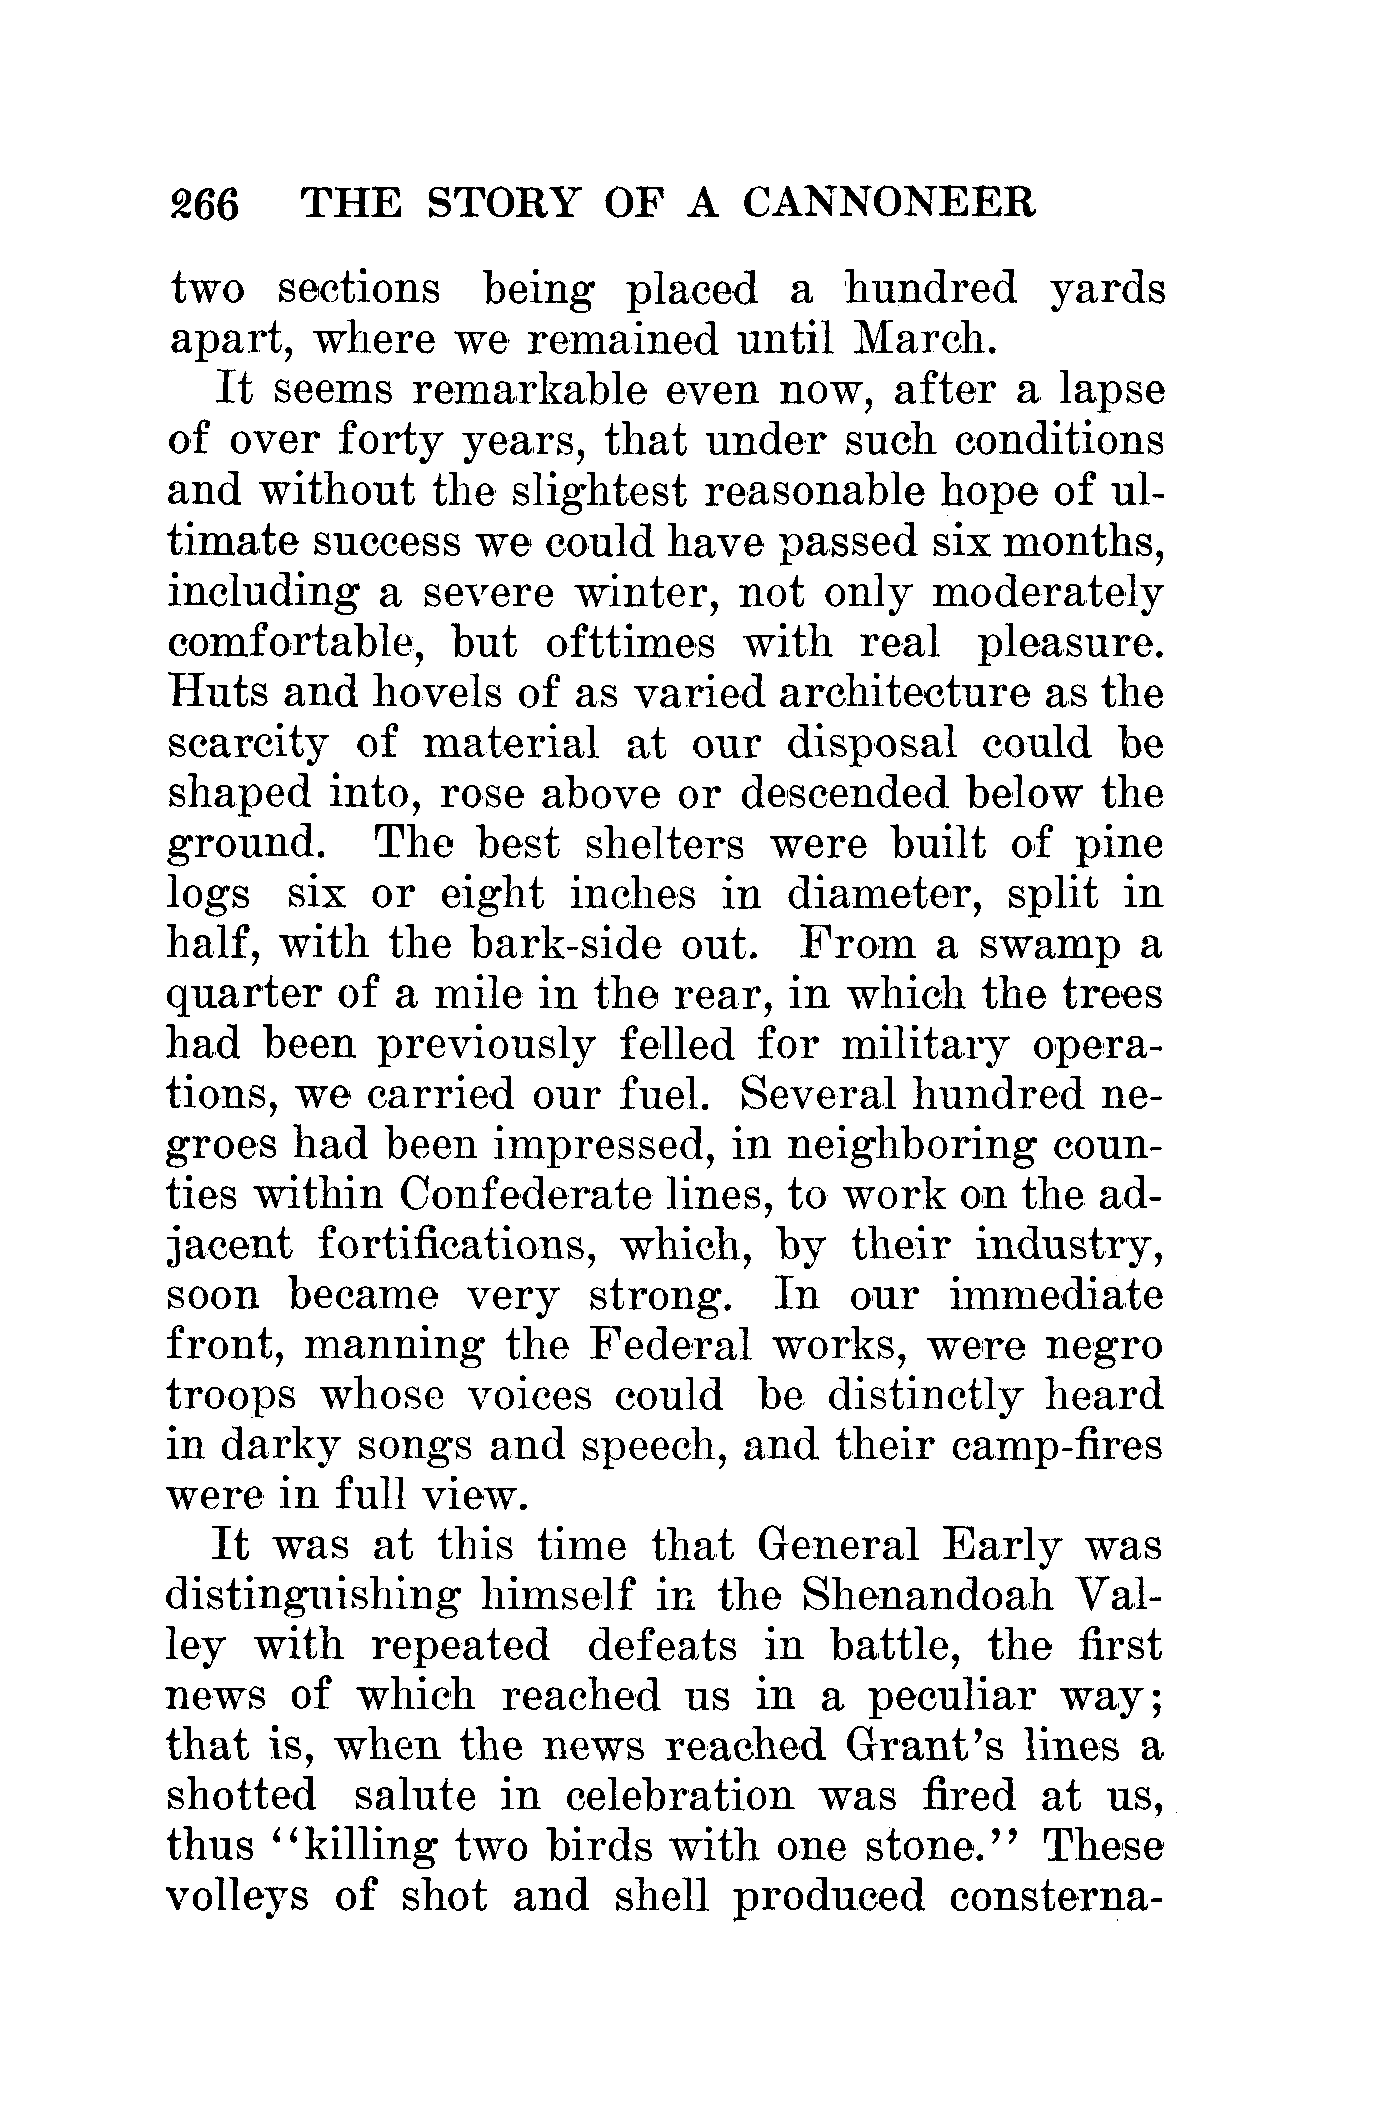 266 THE STORY OF A CANNONEER
two sections being placed a hundred yards
apart, where we remained until March.
It seems remarkable even now, after a lapse
of over forty years, that under such conditions
and without the slightest reasonable hope of ul-
timate success we could have passed six months,
including a severe winter, not only moderately
comfortable, but ofttimes with real pleasure.
Huts and hovels of as varied architecture as the
scarcity of material at our disposal could be
shaped into, rose above or descended below the
ground. The best shelters were built of pine
logs six or eight inches in diameter, split in
half, with the bark-side out. From a swamp a
quarter of a mile in the rear, in which the trees
had been previously felled for military opera-
tions, we carried our fuel. Several hundred ne-
groes had been impressed, in neighboring coun-
ties within Confederate lines, to work on the ad-
jacent fortifications, which, by their industry,
soon became very strong. In our immediate
front, manning the Federal works, were negro
troops whose voices could be distinctly heard
in darky songs and speech, and their camp-fires
were in full view.
It was at this time that General Early was
distinguishing himself in the Shenandoah Val-
ley with repeated defeats in battle, the first
news of which reached us in a peculiar way;
that is, when the news reached Grant's lines a
shotted salute in celebration was fired at us,
thus "killing two birds with one stone." These
volleys of shot and shell produced consterna-